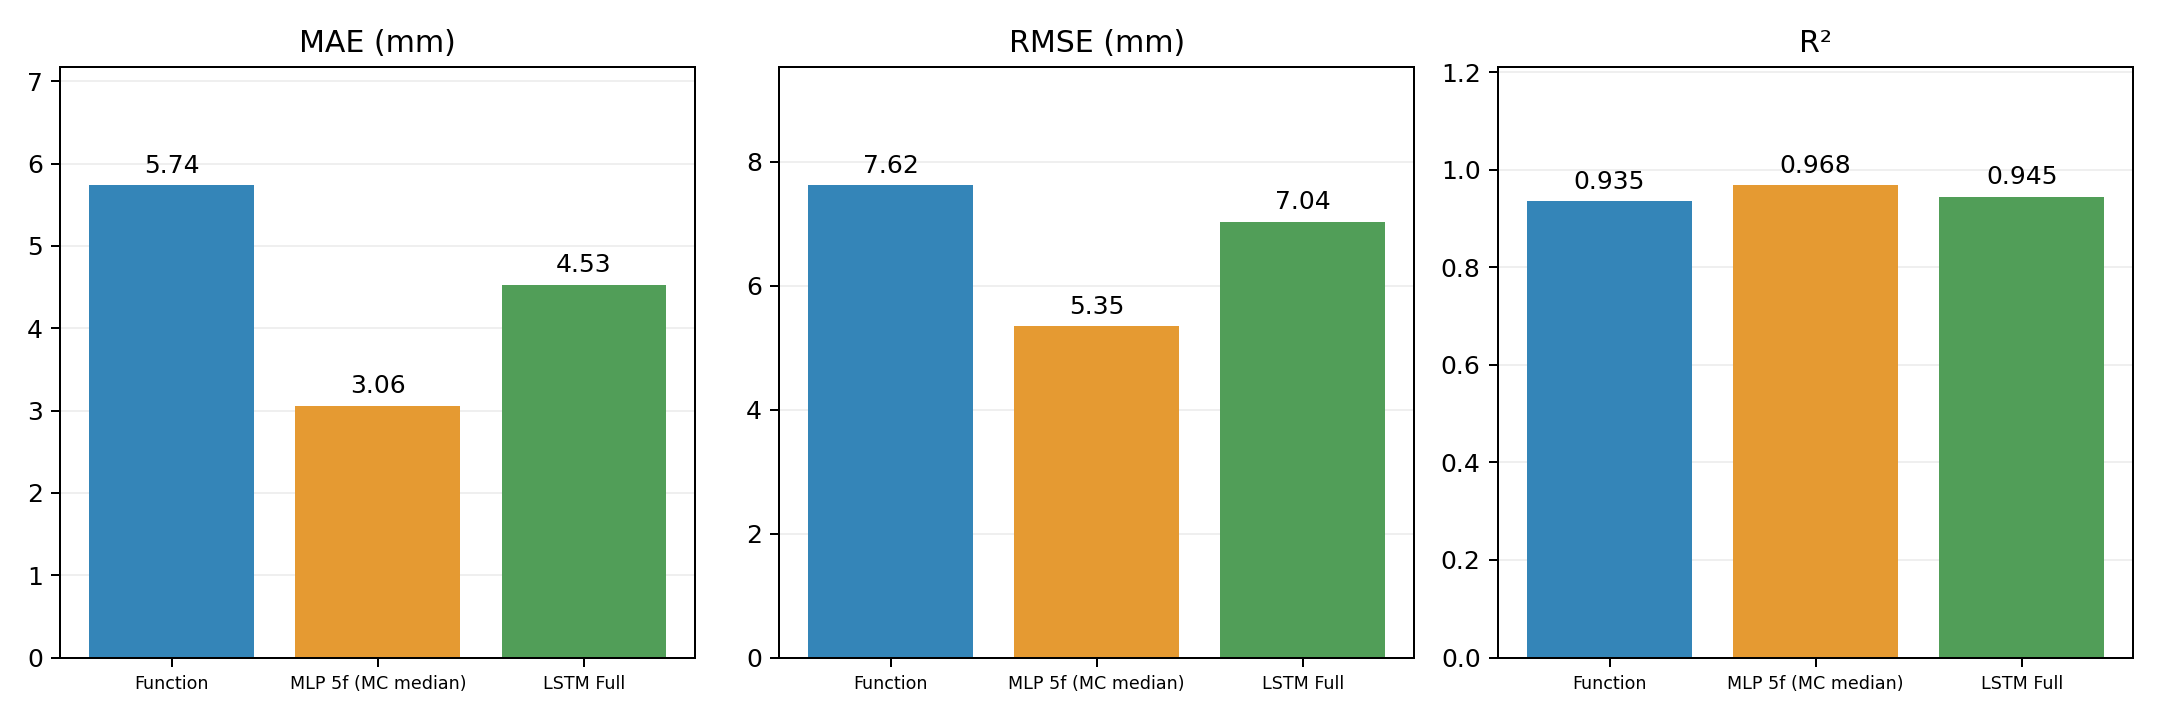 MAE (mm)
7
6
5
4
3
2
1
0
5.74
3.06
4.53
Function
MLP 5f (MC median)
LSTM Full
RMSE (mm)
8
6
4
2
0
7.62
5.35
7.04
Function
MLP 5f (MC median)
LSTM Full
R²
1.2
1.0
0.8
0.6
0.4
0.2
0.0
0.935
0.968
0.945
Function
MLP 5f (MC median)
LSTM Full